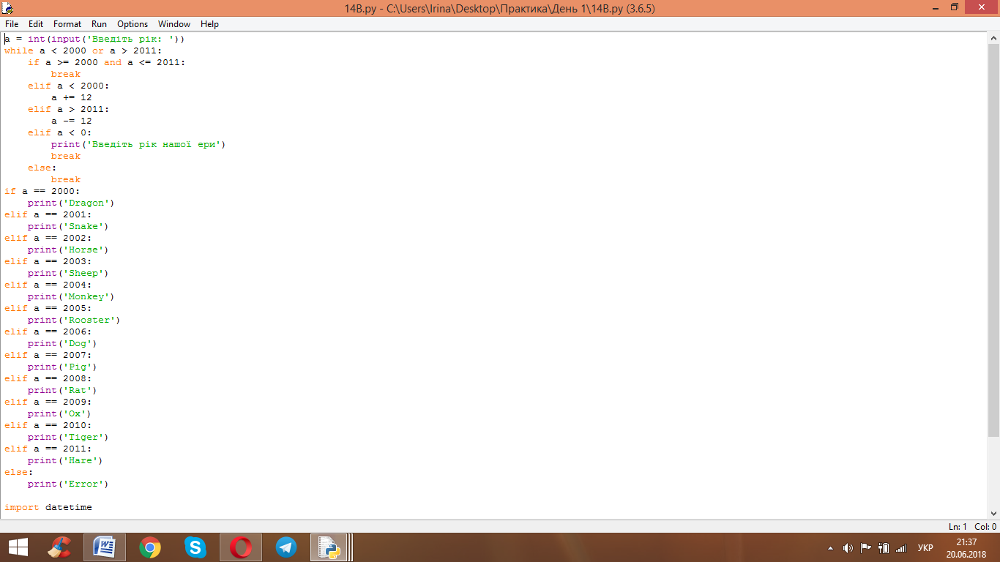 14B.py - C:\Users\Irina\Desktop\Практика\День 1\14B.py (3.6.5)
File Edit Format Run Options Window Help
a = int(input('Введіть рік: '))
while a < 2000 or a > 2011:
    if a >= 2000 and a <= 2011:
        break
    elif a < 2000:
        a += 12
    elif a > 2011:
        a -= 12
    elif a < 0:
        print('Введіть рік нашої ери')
        break
    else:
        break
if a == 2000:
    print('Dragon')
elif a == 2001:
    print('Snake')
elif a == 2002:
    print('Horse')
elif a == 2003:
    print('Sheep')
elif a == 2004:
    print('Monkey')
elif a == 2005:
    print('Rooster')
elif a == 2006:
    print('Dog')
elif a == 2007:
    print('Pig')
elif a == 2008:
    print('Rat')
elif a == 2009:
    print('Ox')
elif a == 2010:
    print('Tiger')
elif a == 2011:
    print('Hare')
else:
    print('Error')
import datetime
Ln: 1 Col: 0
УКР
21:37
20.06.2018